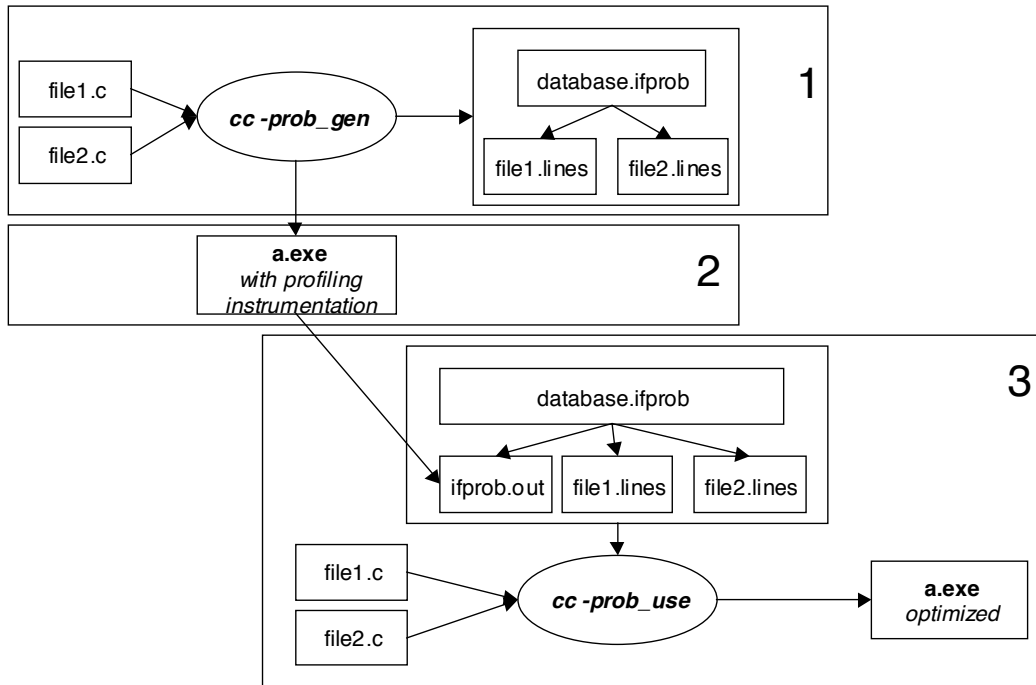 1
file1.c
cc -prob_gen
database.ifprob
file2.c
file1.lines
file2.lines
2
a.exe
with profiling
instrumentation
3
database.ifprob
ifprob.out
file1.lines
file2.lines
file1.c
file2.c
cc -prob_use
a.exe
optimized